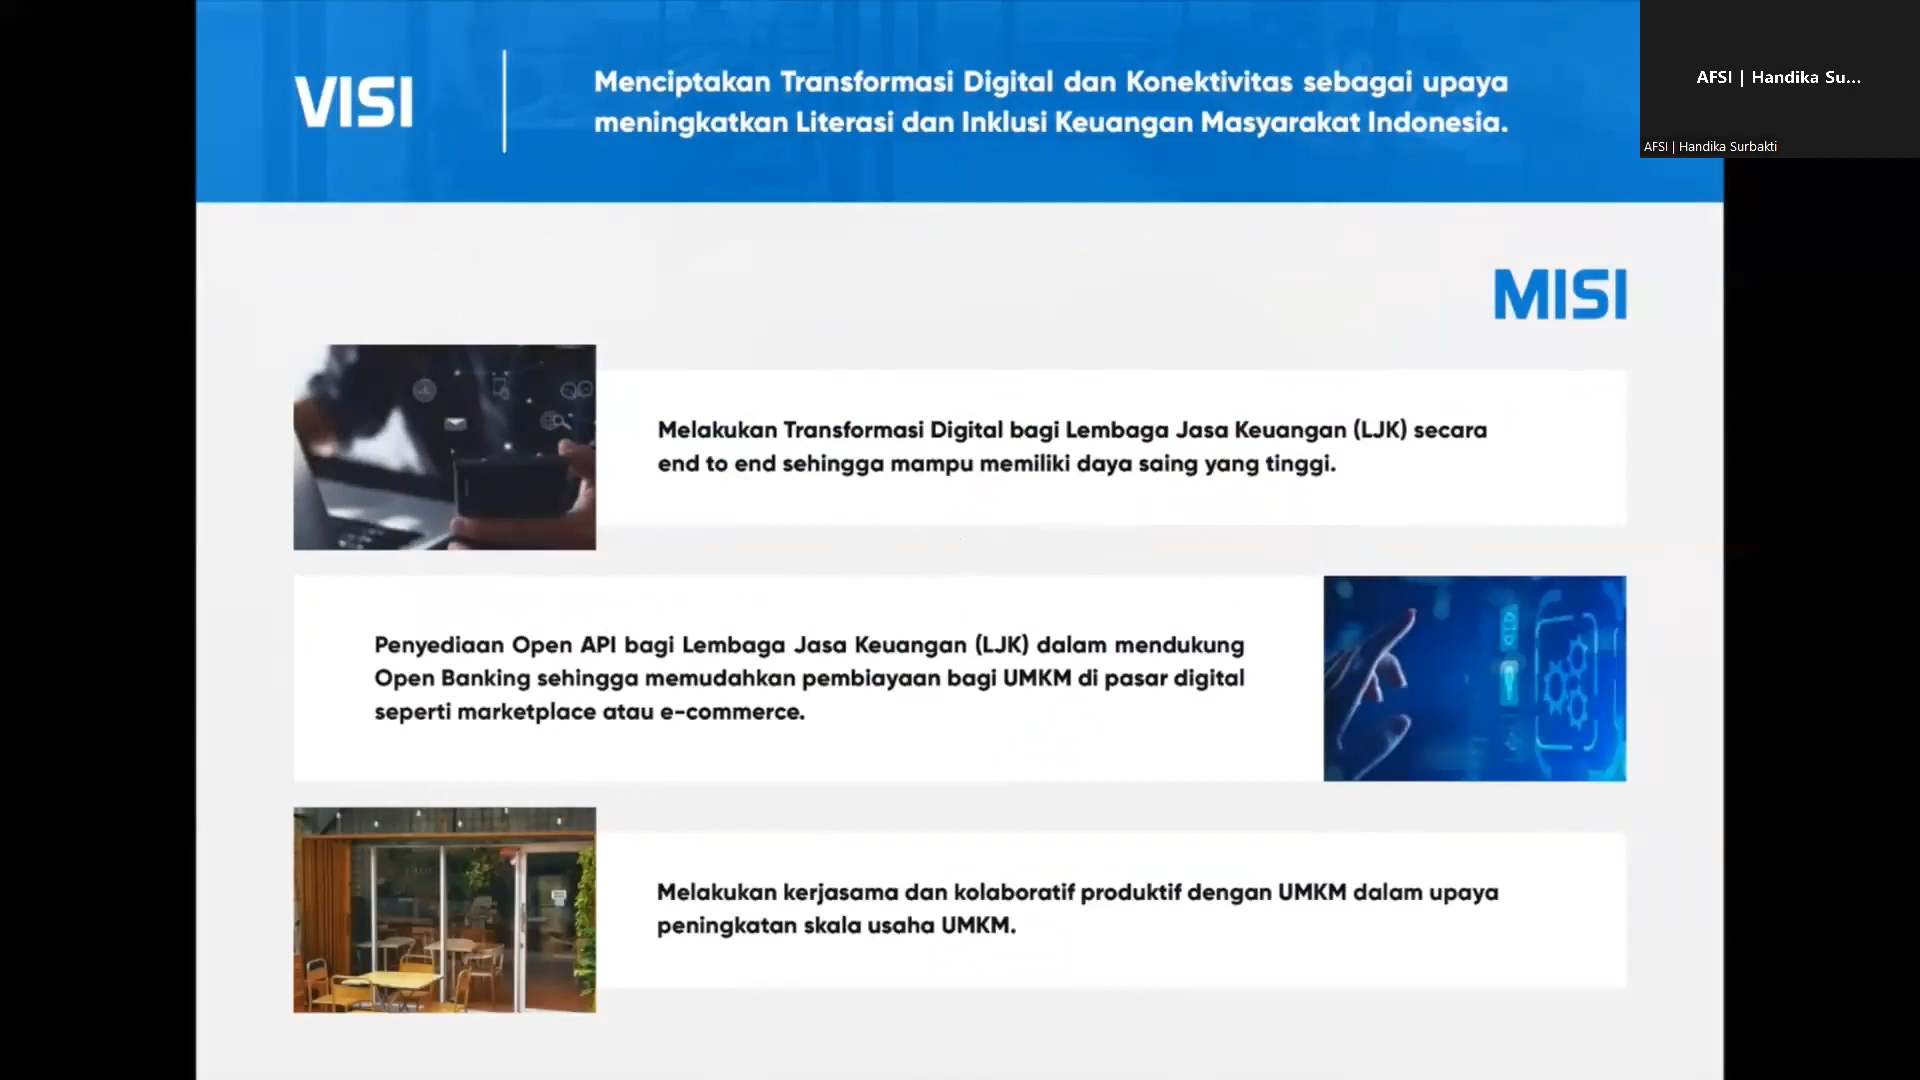 VISI
Menciptakan Transformasi Digital dan Konektivitas sebagai upaya
meningkatkan Literasi dan Inklusi Keuangan Masyarakat Indonesia.
AFSI | Handika Su...
AFSI | Handika Surbakti
MISI
Melakukan Transformasi Digital bagi Lembaga Jasa Keuangan (LJK) secara
end to end sehingga mampu memiliki daya saing yang tinggi.
Penyediaan Open API bagi Lembaga Jasa Keuangan (LJK) dalam mendukung
Open Banking sehingga memudahkan pembiayaan bagi UMKM di pasar digital
seperti marketplace atau e-commerce.
Melakukan kerjasama dan kolaboratif produktif dengan UMKM dalam upaya
peningkatan skala usaha UMKM.